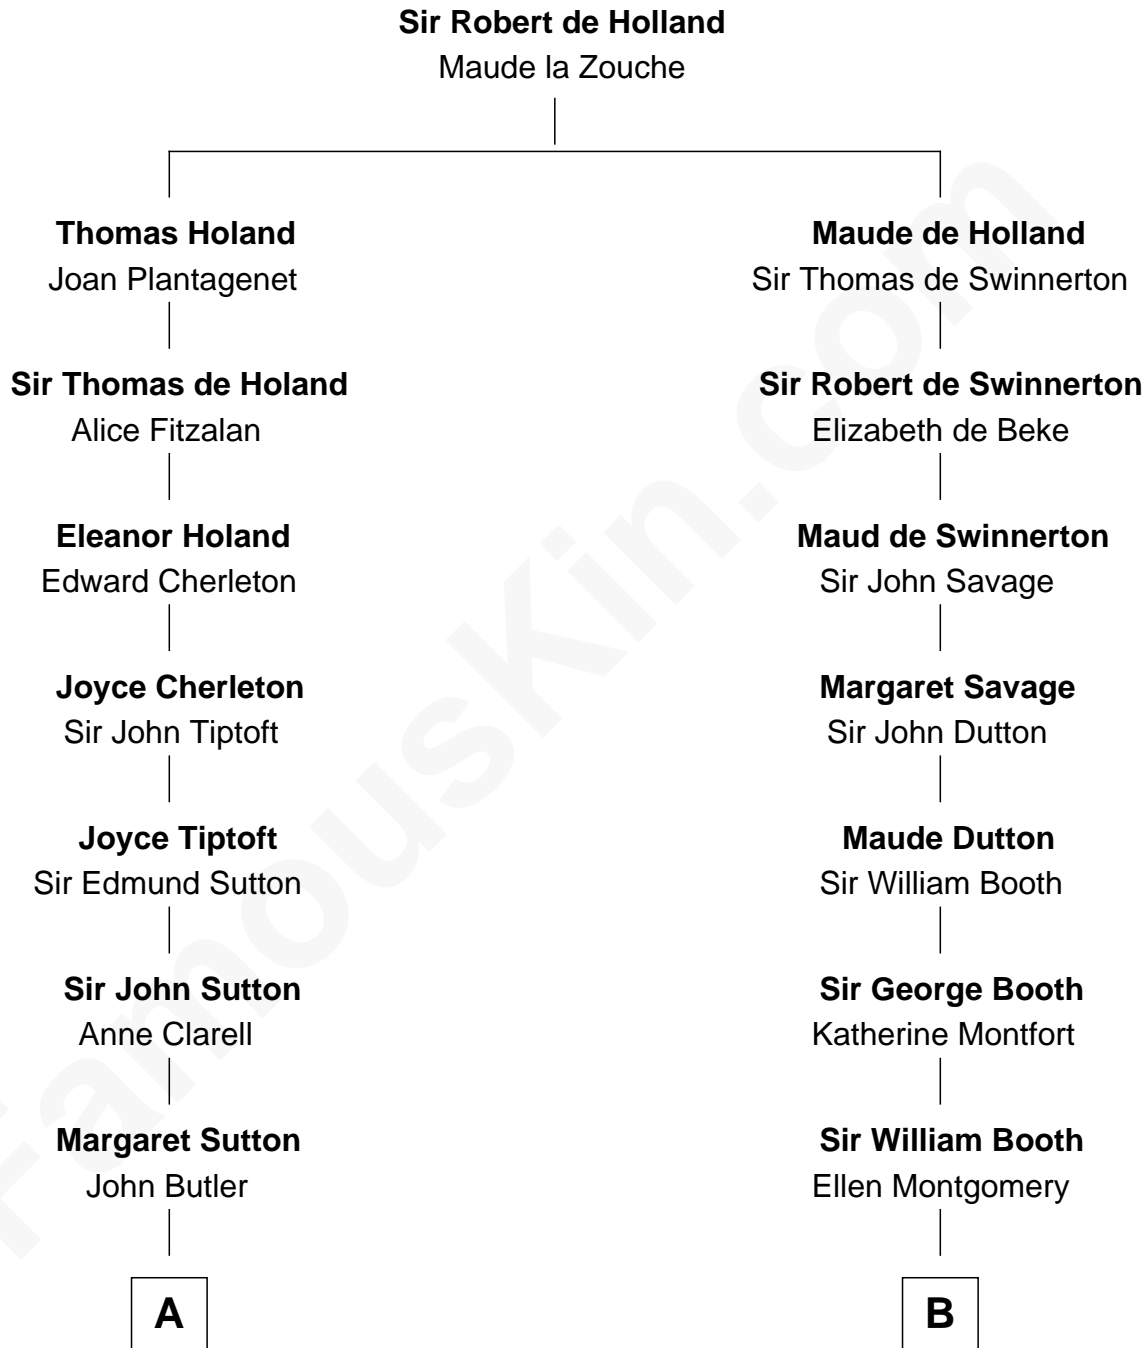 Sir Robert de Holland
Maude la Zouche
Thomas Holand
Joan Plantagenet
Maude de Holland
Sir Thomas de Swinnerton
Sir Thomas de Holand
Alice Fitzalan
Sir Robert de Swinnerton
Elizabeth de Beke
Eleanor Holand
Edward Cherleton
Maud de Swinnerton
Sir John Savage
Joyce Cherleton
Sir John Tiptoft
Margaret Savage
Sir John Dutton
Joyce Tiptoft
Sir Edmund Sutton
Maude Dutton
Sir William Booth
Sir John Sutton
Anne Clarell
Sir George Booth
Katherine Montfort
Margaret Sutton
John Butler
Sir William Booth
Ellen Montgomery
A
B
FamousKin.com